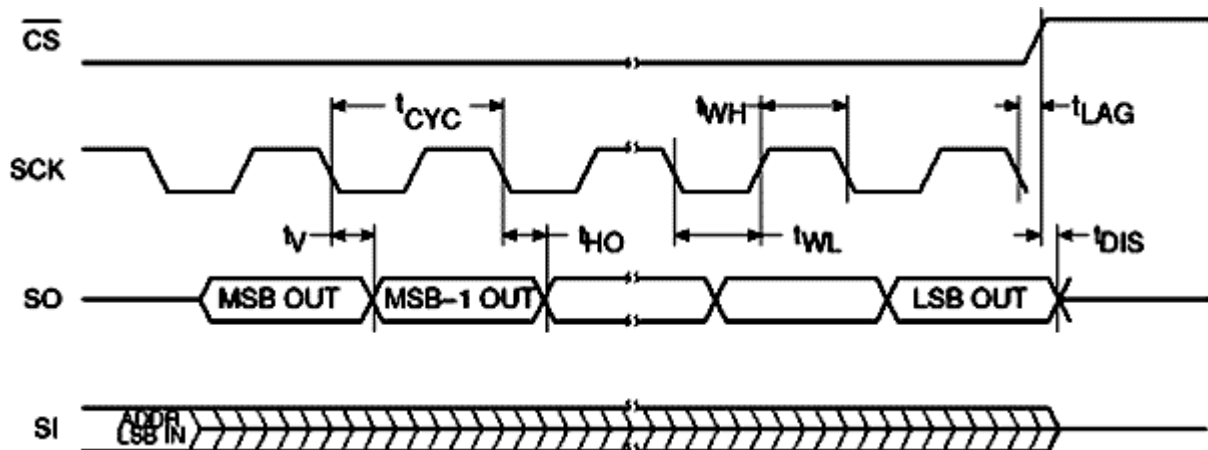 CS
tCYC
tWH
tLAG
SCK
tV
tHO
tWL
tDIS
SO
MSB OUT
MSB-1 OUT
LSB OUT
SI
ADDR
LSB IN